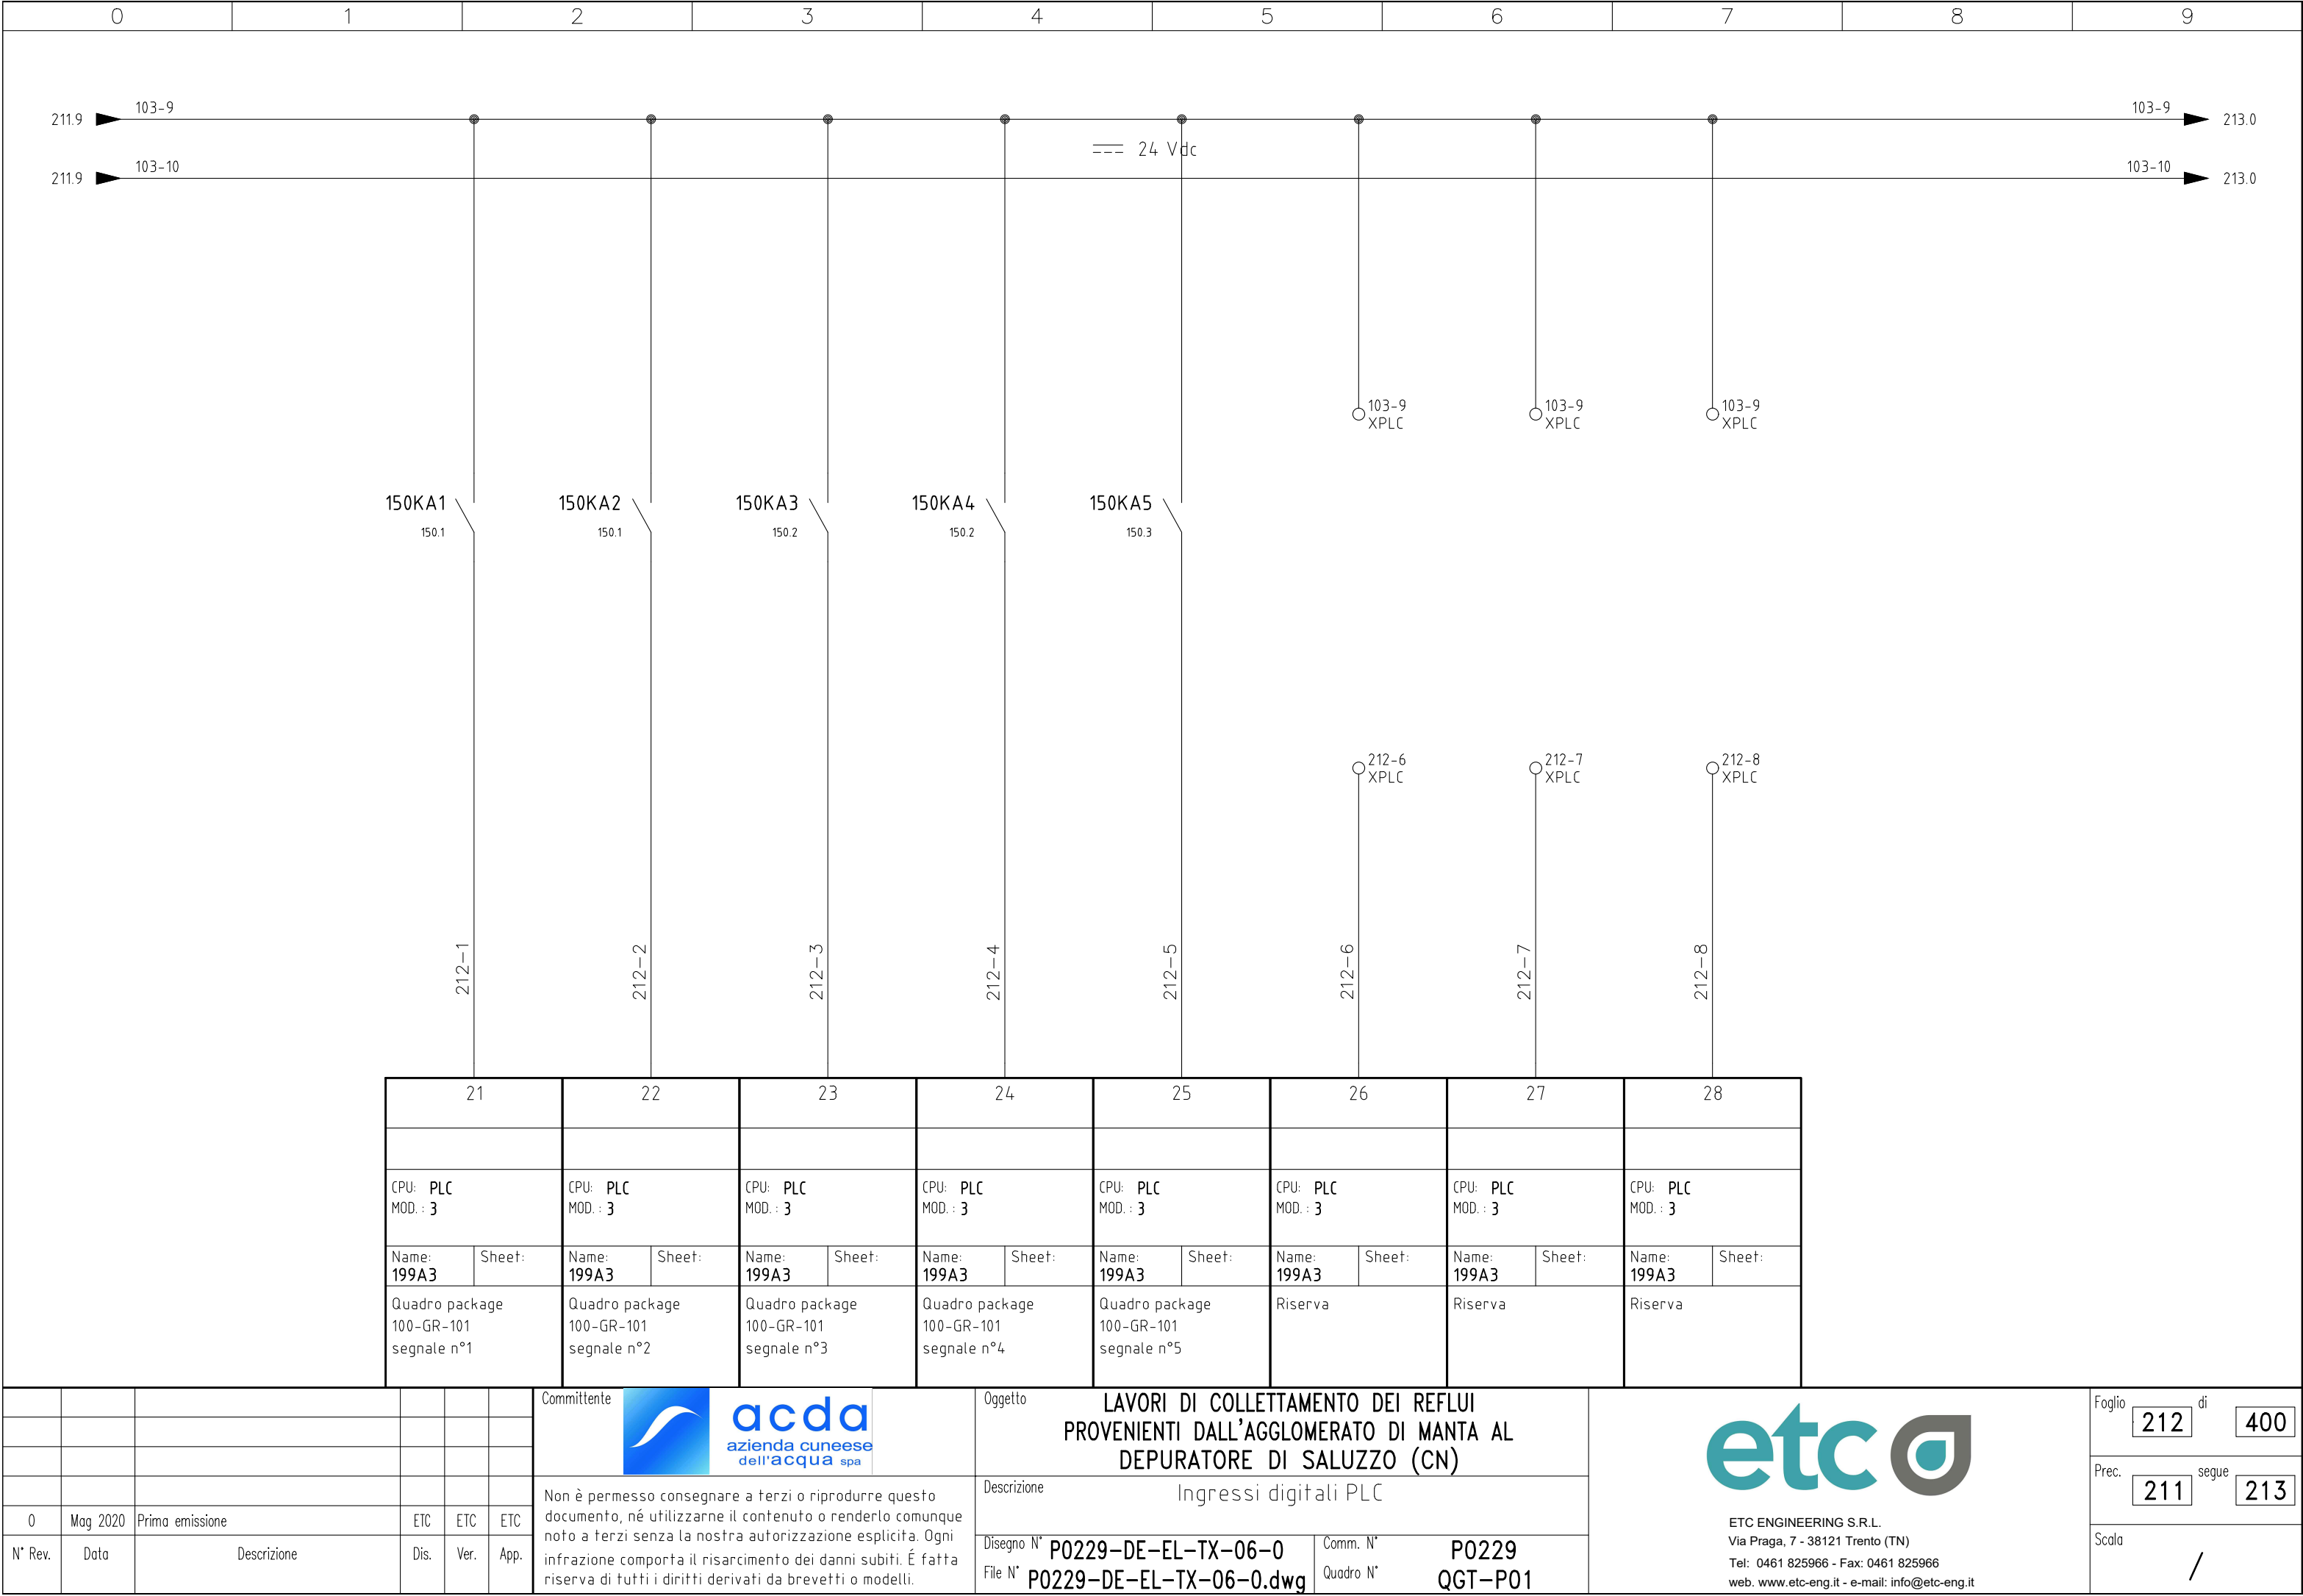 0 1 2 3 4 5 6 7 8 9
103-9 103-9
211.9 213.0
24 Vdc
103-10 103-10
211.9 213.0
103-9 103-9 103-9
XPLC XPLC XPLC
150KA1 150KA2 150KA3 150KA4 150KA5
150.1 150.1 150.2 150.2 150.3
212-6 212-7 212-8
XPLC XPLC XPLC
212-1 212-2 212-3 212-4 212-5 212-6 212-7 212-8
21 22 23 24 25 26 27 28
CPU: PLC CPU: PLC CPU: PLC CPU: PLC CPU: PLC CPU: PLC CPU: PLC CPU: PLC
MOD. : 3 MOD. : 3 MOD. : 3 MOD. : 3 MOD. : 3 MOD. : 3 MOD. : 3 MOD. : 3
Name: Sheet: Name: Sheet: Name: Sheet: Name: Sheet: Name: Sheet: Name: Sheet: Name: Sheet: Name: Sheet:
199A3 199A3 199A3 199A3 199A3 199A3 199A3 199A3
Quadro package Quadro package Quadro package Quadro package Quadro package Riserva Riserva Riserva
100-GR-101 100-GR-101 100-GR-101 100-GR-101 100-GR-101
segnale n°1 segnale n°2 segnale n°3 segnale n°4 segnale n°5
0 Mag 2020 Prima emissione ETC ETC ETC
N° Rev. Data Descrizione Dis. Ver. App.
Committente
acda
azienda cuneese
dell'acqua spa
Non è permesso consegnare a terzi o riprodurre questo
documento, né utilizzarne il contenuto o renderlo comunque
noto a terzi senza la nostra autorizzazione esplicita. Ogni
infrazione comporta il risarcimento dei danni subiti. É fatta
riserva di tutti i diritti derivati da brevetti o modelli.
Oggetto
LAVORI DI COLLETTAMENTO DEI REFLUI
PROVENIENTI DALL'AGGLOMERATO DI MANTA AL
DEPURATORE DI SALUZZO (CN)
Descrizione
Ingressi digitali PLC
Disegno N° P0229-DE-EL-TX-06-0
File N° P0229-DE-EL-TX-06-0.dwg
Comm. N° P0229
Quadro N° QGT-P01
etc
ETC ENGINEERING S.R.L.
Via Praga, 7 - 38121 Trento (TN)
Tel: 0461 825966 - Fax: 0461 825966
web. www.etc-eng.it - e-mail: info@etc-eng.it
Foglio 212 di 400
Prec. 211 segue 213
Scala /